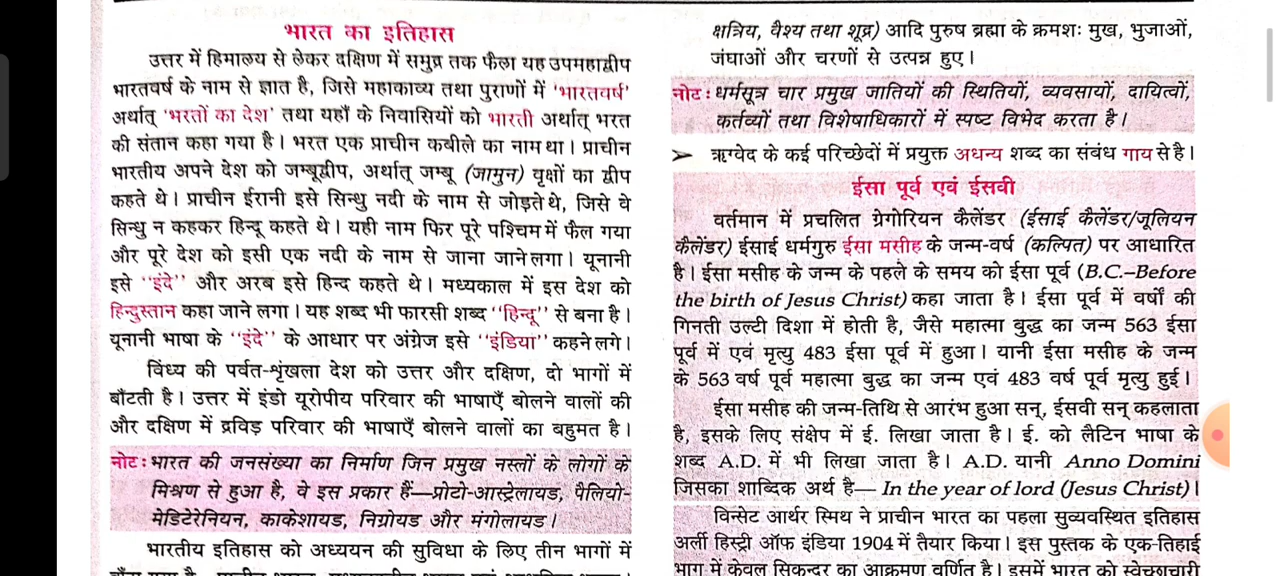 भारत का इतिहास
उत्तर में हिमालय से लेकर दक्षिण में समुद्र तक फैला यह उपमहाद्वीप
भारतवर्ष के नाम से ज्ञात है, जिसे महाकाव्य तथा पुराणों में 'भारतवर्ष'
अर्थात् 'भरतों का देश' तथा यहाँ के निवासियों को भारती अर्थात् भरत
की संतान कहा गया है। भरत एक प्राचीन कबीले का नाम था। प्राचीन
भारतीय अपने देश को जम्बूद्वीप, अर्थात् जम्बू (जामुन) वृक्षों का द्वीप
कहते थे। प्राचीन ईरानी इसे सिन्धु नदी के नाम से जोड़ते थे, जिसे वे
सिन्धु न कहकर हिन्दू कहते थे। यही नाम फिर पूरे पश्चिम में फैल गया
और पूरे देश को इसी एक नदी के नाम से जाना जाने लगा। यूनानी
इसे ''इंदे'' और अरब इसे हिन्द कहते थे। मध्यकाल में इस देश को
हिन्दुस्तान कहा जाने लगा। यह शब्द भी फारसी शब्द ''हिन्दू'' से बना है।
यूनानी भाषा के ''इंदे'' के आधार पर अंग्रेज इसे ''इंडिया'' कहने लगे।
विंध्य की पर्वत-शृंखला देश को उत्तर और दक्षिण, दो भागों में
बाँटती है। उत्तर में इंडो यूरोपीय परिवार की भाषाएँ बोलने वालों की
और दक्षिण में द्रविड़ परिवार की भाषाएँ बोलने वालों का बहुमत है।
नोट: भारत की जनसंख्या का निर्माण जिन प्रमुख नस्लों के लोगों के
मिश्रण से हुआ है, वे इस प्रकार हैं—प्रोटो-आस्ट्रेलायड, पैलियो-
मेडिटेरेनियन, काकेशायड, निग्रोयड और मंगोलायड।
भारतीय इतिहास को अध्ययन की सुविधा के लिए तीन भागों में
क्षत्रिय, वैश्य तथा शूद्र) आदि पुरुष ब्रह्मा के क्रमशः मुख, भुजाओं,
जंघाओं और चरणों से उत्पन्न हुए।
नोट: धर्मसूत्र चार प्रमुख जातियों की स्थितियों, व्यवसायों, दायित्वों,
कर्तव्यों तथा विशेषाधिकारों में स्पष्ट विभेद करता है।
➢ ऋग्वेद के कई परिच्छेदों में प्रयुक्त अघन्य शब्द का संबंध गाय से है।
ईसा पूर्व एवं ईसवी
वर्तमान में प्रचलित ग्रेगोरियन कैलेंडर (ईसाई कैलेंडर/जूलियन
कैलेंडर) ईसाई धर्मगुरु ईसा मसीह के जन्म-वर्ष (कल्पित) पर आधारित
है। ईसा मसीह के जन्म के पहले के समय को ईसा पूर्व (B.C.–Before
the birth of Jesus Christ) कहा जाता है। ईसा पूर्व में वर्षों की
गिनती उल्टी दिशा में होती है, जैसे महात्मा बुद्ध का जन्म 563 ईसा
पूर्व में एवं मृत्यु 483 ईसा पूर्व में हुआ। यानी ईसा मसीह के जन्म
के 563 वर्ष पूर्व महात्मा बुद्ध का जन्म एवं 483 वर्ष पूर्व मृत्यु हुई।
ईसा मसीह की जन्म-तिथि से आरंभ हुआ सन्, ईसवी सन् कहलाता
है, इसके लिए संक्षेप में ई. लिखा जाता है। ई. को लैटिन भाषा के
शब्द A.D. में भी लिखा जाता है। A.D. यानी Anno Domini
जिसका शाब्दिक अर्थ है— In the year of lord (Jesus Christ)।
विन्सेट आर्थर स्मिथ ने प्राचीन भारत का पहला सुव्यवस्थित इतिहास
अर्ली हिस्ट्री ऑफ इंडिया 1904 में तैयार किया। इस पुस्तक के एक-तिहाई
भाग में केवल सिकन्दर का आक्रमण वर्णित है। इसमें भारत को स्वेच्छाचारी